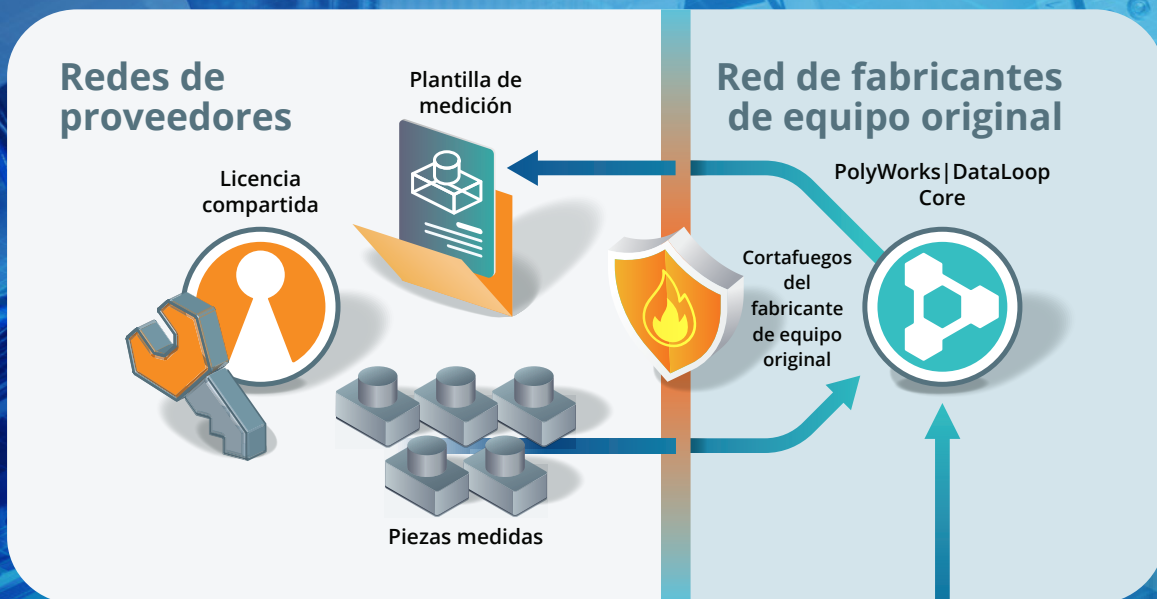 Redes de
proveedores
Plantilla de
medición
Red de fabricantes
de equipo original
Licencia
compartida
PolyWorks|DataLoop
Core
Cortafuegos
del
fabricante
de equipo
original
Piezas medidas